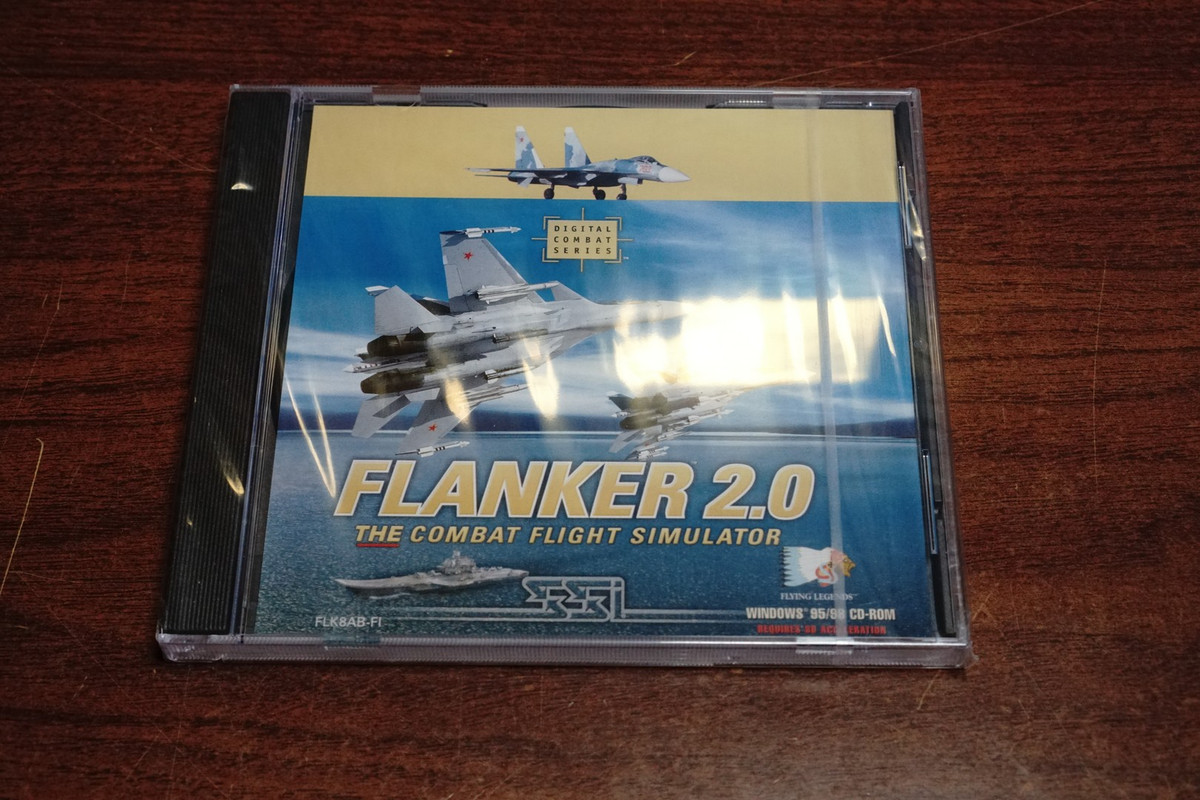 DIGITAL
COMBAT
SERIES
FLANKER 2.0
THE COMBAT FLIGHT SIMULATOR
SSI
FLYING LEGENDS™
WINDOWS® 95/98 CD-ROM
REQUIRES 3D ACCELERATION
FLK8AB-FI